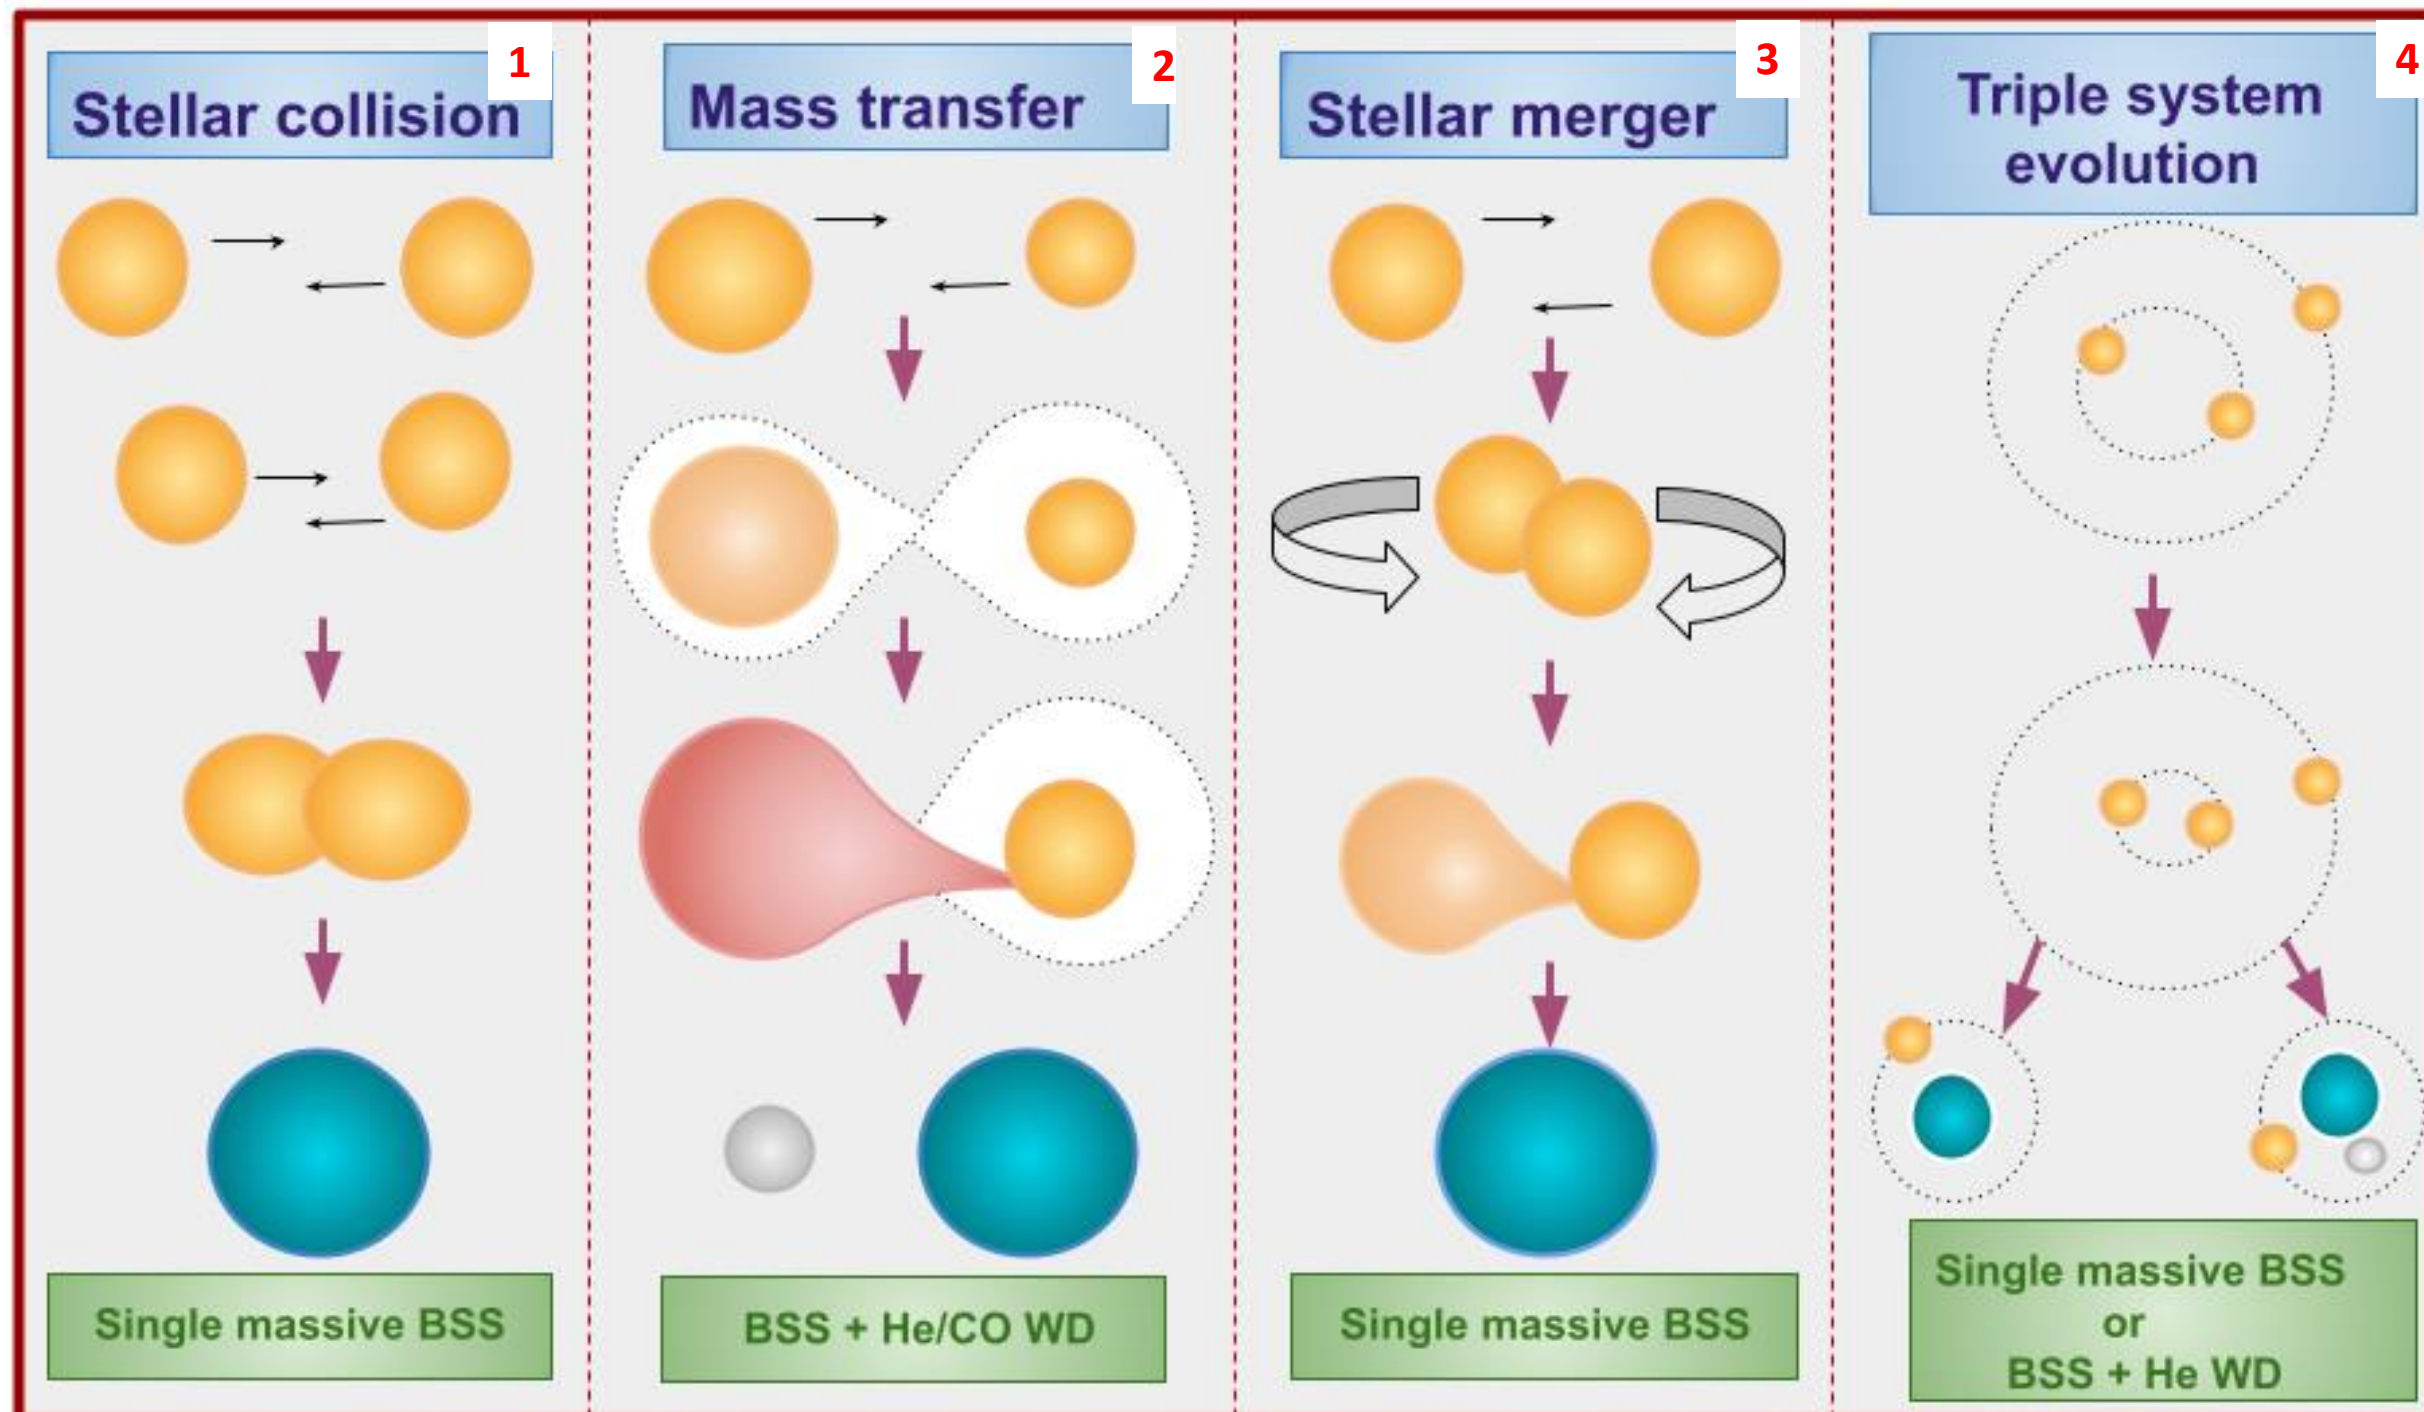 1
Stellar collision
2
Mass transfer
3
Stellar merger
4
Triple system
evolution
Single massive BSS
BSS + He/CO WD
Single massive BSS
Single massive BSS
or
BSS + He WD